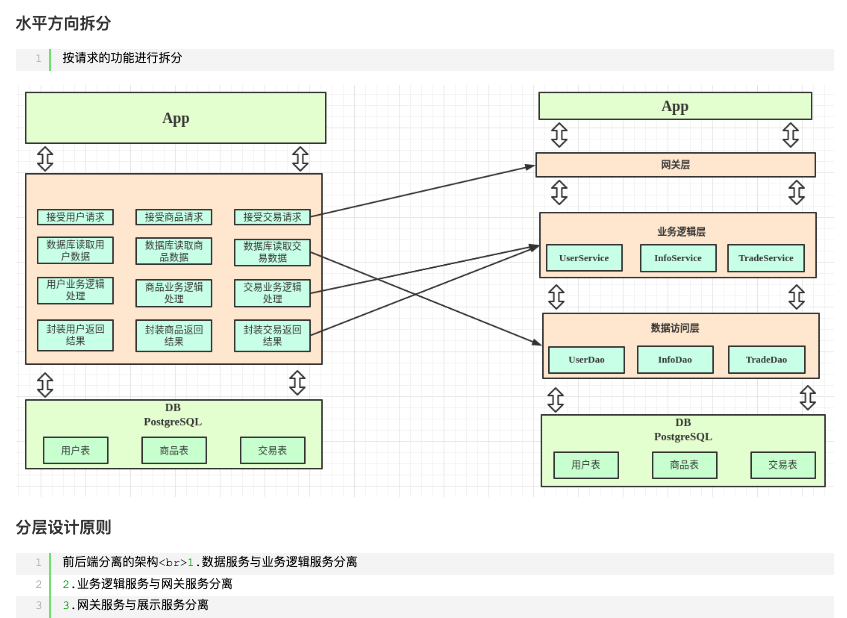 水平方向拆分
1 按请求的功能进行拆分
App
接受用户请求 接受商品请求 接受交易请求
数据库读取用
户数据
数据库读取商
品数据
数据库读取交
易数据
用户业务逻辑
处理
商品业务逻辑
处理
交易业务逻辑
处理
封装用户返回
结果
封装商品返回
结果
封装交易返回
结果
DB
PostgreSQL
用户表 商品表 交易表
App
网关层
业务逻辑层
UserService InfoService TradeService
数据访问层
UserDao InfoDao TradeDao
DB
PostgreSQL
用户表 商品表 交易表
分层设计原则
1 前后端分离的架构<br>1.数据服务与业务逻辑服务分离
2 2.业务逻辑服务与网关服务分离
3 3.网关服务与展示服务分离